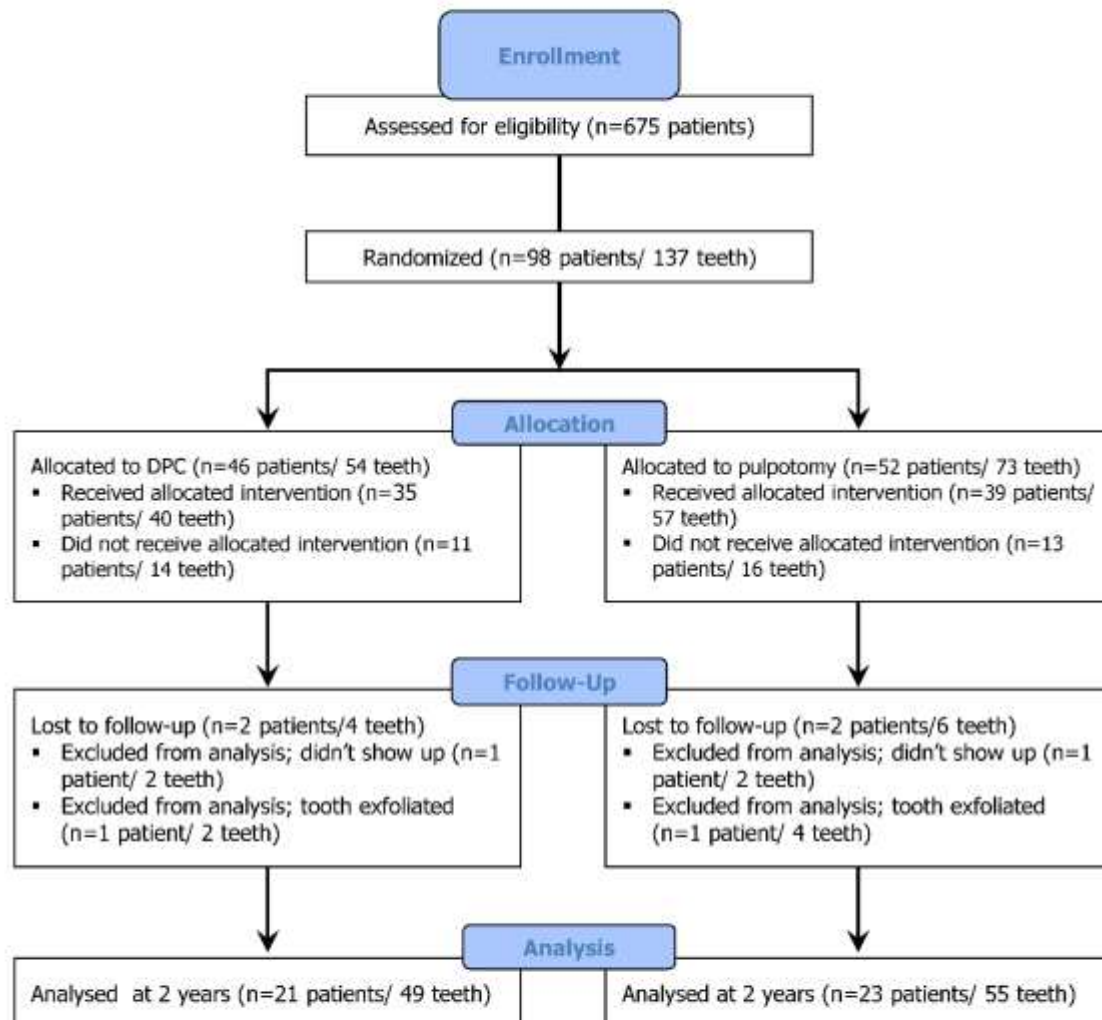 Enrollment
Assessed for eligibility (n=675 patients)
Randomized (n=98 patients/ 137 teeth)
Allocation
Allocated to DPC (n=46 patients/ 54 teeth)
▪ Received allocated intervention (n=35
patients/ 40 teeth)
▪ Did not receive allocated intervention (n=11
patients/ 14 teeth)
Allocated to pulpotomy (n=52 patients/ 73 teeth)
▪ Received allocated intervention (n=39 patients/
57 teeth)
▪ Did not receive allocated intervention (n=13
patients/ 16 teeth)
Follow-Up
Lost to follow-up (n=2 patients/4 teeth)
▪ Excluded from analysis; didn't show up (n=1
patient/ 2 teeth)
▪ Excluded from analysis; tooth exfoliated
(n=1 patient/ 2 teeth)
Lost to follow-up (n=2 patients/6 teeth)
▪ Excluded from analysis; didn't show up (n=1
patient/ 2 teeth)
▪ Excluded from analysis; tooth exfoliated
(n=1 patient/ 4 teeth)
Analysis
Analysed at 2 years (n=21 patients/ 49 teeth)
Analysed at 2 years (n=23 patients/ 55 teeth)